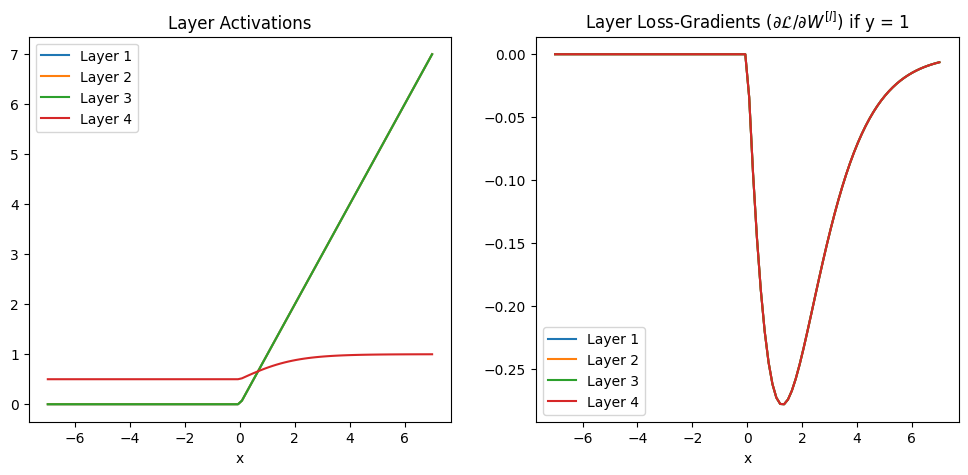 Layer Activations
Layer 1
Layer 2
Layer 3
Layer 4
7
6
5
4
3
2
1
0
−6
−4
−2
0
2
4
6
x
Layer Loss-Gradients (∂ℒ/∂W^[l]) if y = 1
0.00
−0.05
−0.10
−0.15
−0.20
−0.25
Layer 1
Layer 2
Layer 3
Layer 4
−6
−4
−2
0
2
4
6
x